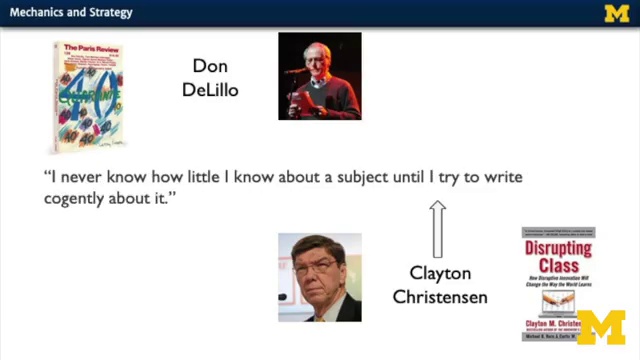 Mechanics and Strategy
M
The Paris Review
40
Don
DeLillo
“I never know how little I know about a subject until I try to write
cogently about it.”
Clayton
Christensen
Disrupting
Class
How Disruptive Innovation Will
Change the Way the World Learns
Clayton M. Christensen
M